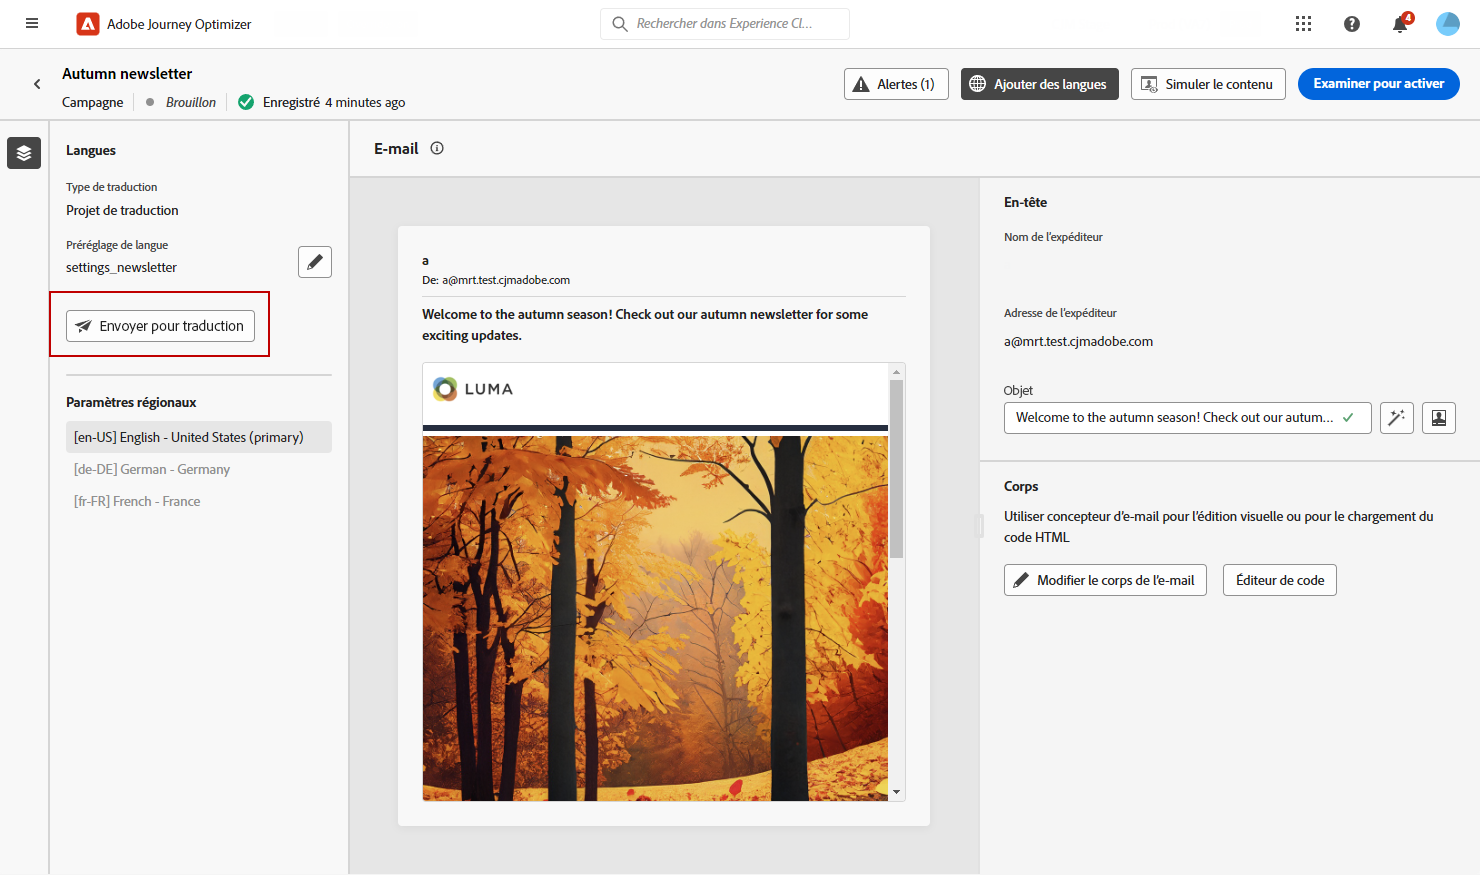 Adobe Journey Optimizer
Rechercher dans Experience Cl...
4
Autumn newsletter
Campagne
Brouillon
Enregistré 4 minutes ago
Alertes (1)
Ajouter des langues
Simuler le contenu
Examiner pour activer
Langues
Type de traduction
Projet de traduction
Préréglage de langue
settings_newsletter
Envoyer pour traduction
Paramètres régionaux
[en-US] English - United States (primary)
[de-DE] German - Germany
[fr-FR] French - France
E-mail
a
De: a@mrt.test.cjmadobe.com
Welcome to the autumn season! Check out our autumn newsletter for some
exciting updates.
LUMA
En-tête
Nom de l’expéditeur
Adresse de l’expéditeur
a@mrt.test.cjmadobe.com
Objet
Welcome to the autumn season! Check out our autum...
Corps
Utiliser concepteur d’e-mail pour l’édition visuelle ou pour le chargement du
code HTML
Modifier le corps de l’e-mail
Éditeur de code